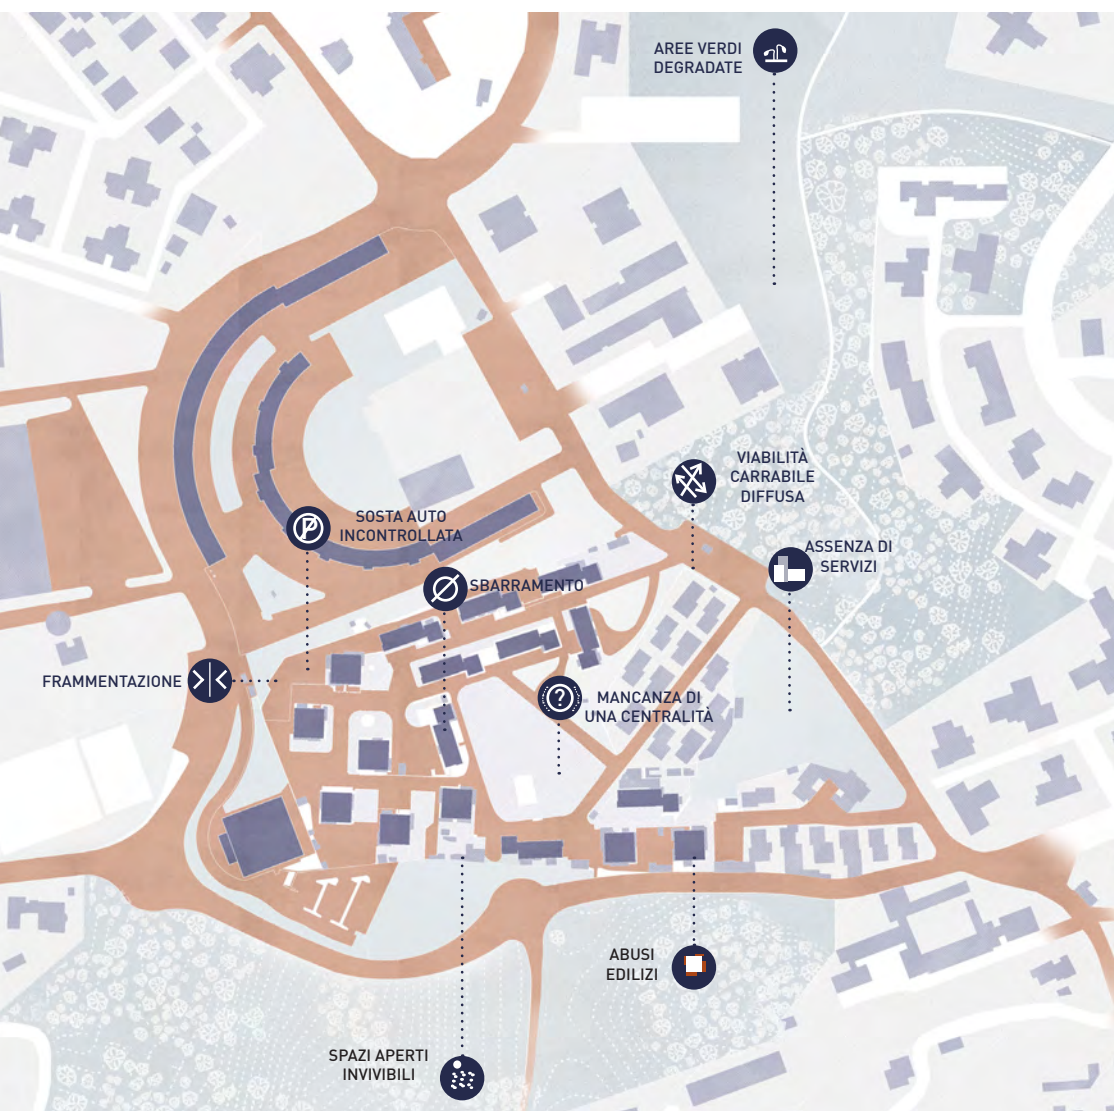 AREE VERDI
DEGRADATE
VIABILITÀ
CARRABILE
DIFFUSA
SOSTA AUTO
INCONTROLLATA
P
ASSENZA DI
SERVIZI
SBARRAMENTO
FRAMMENTAZIONE
?
MANCANZA DI
UNA CENTRALITÀ
ABUSI
EDILIZI
SPAZI APERTI
INVIVIBILI